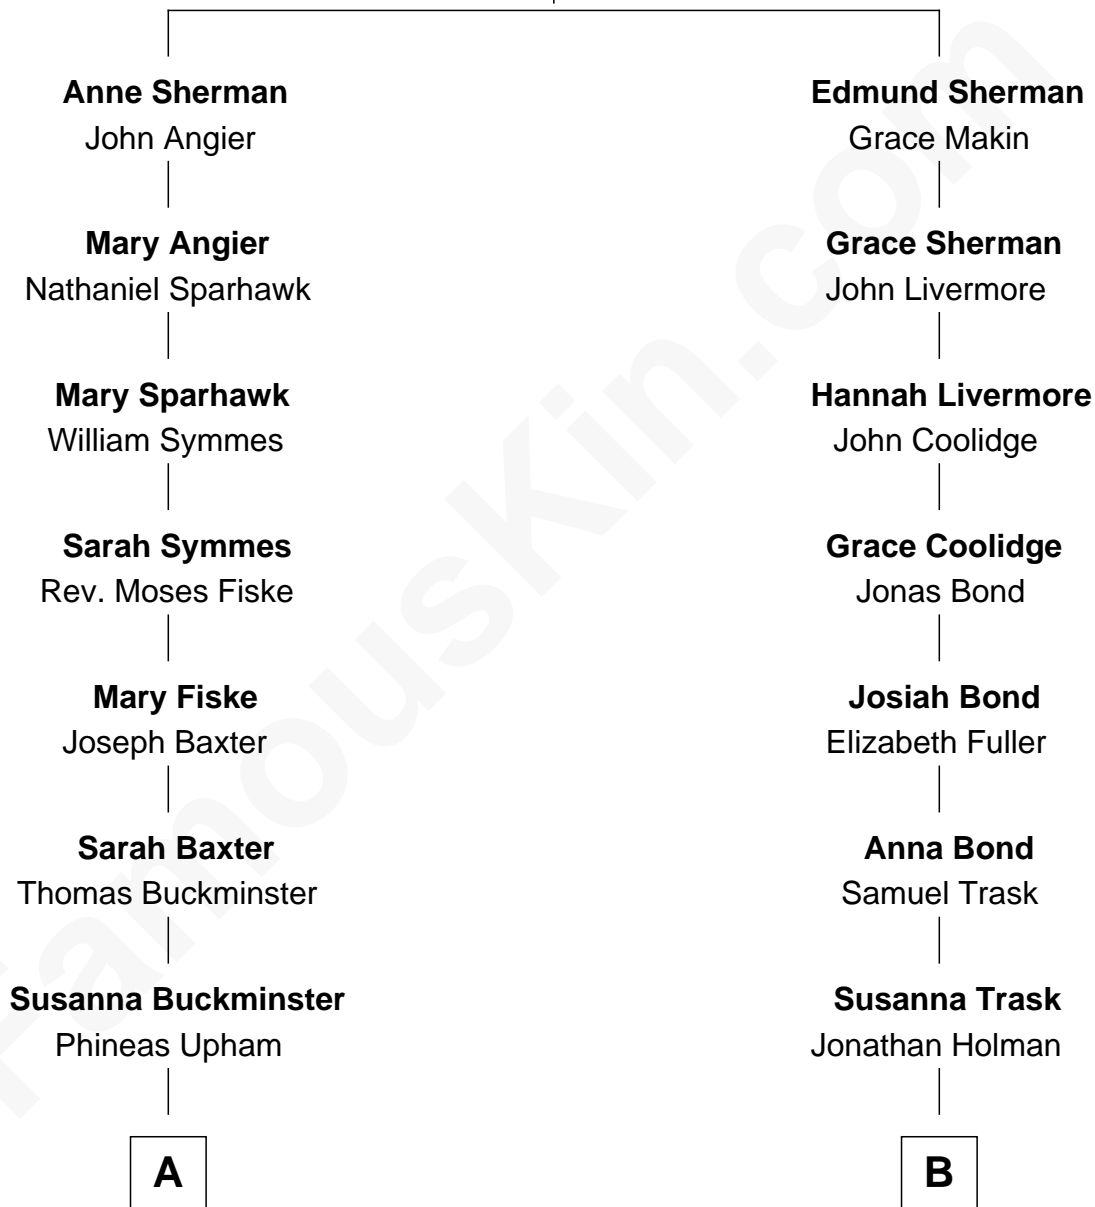 Anne Sherman
John Angier
Mary Angier
Nathaniel Sparhawk
Mary Sparhawk
William Symmes
Sarah Symmes
Rev. Moses Fiske
Mary Fiske
Joseph Baxter
Sarah Baxter
Thomas Buckminster
Susanna Buckminster
Phineas Upham
A
Edmund Sherman
Grace Makin
Grace Sherman
John Livermore
Hannah Livermore
John Coolidge
Grace Coolidge
Jonas Bond
Josiah Bond
Elizabeth Fuller
Anna Bond
Samuel Trask
Susanna Trask
Jonathan Holman
B
FamousKin.com